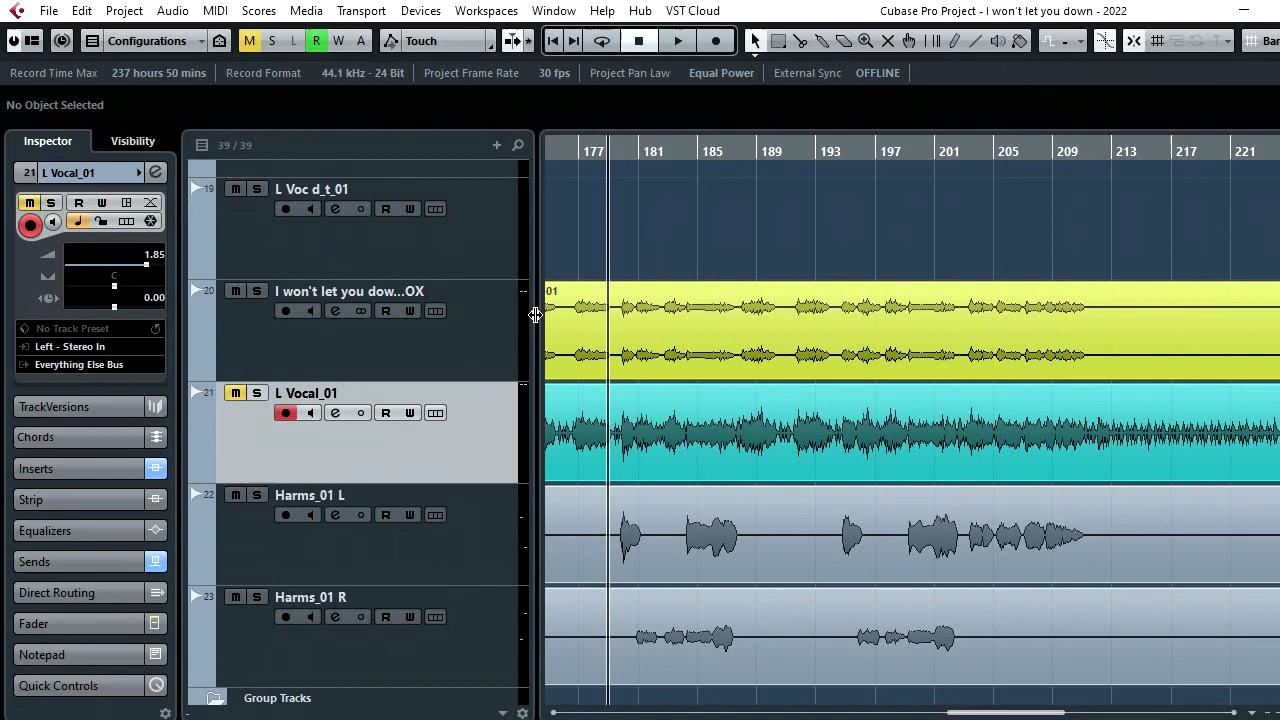 File Edit Project Audio MIDI Scores Media Transport Devices Workspaces Window Help Hub VST Cloud Cubase Pro Project - I won't let you down - 2022
Configurations M S L R W A Touch Bar
Record Time Max 237 hours 50 mins Record Format 44.1 kHz - 24 Bit Project Frame Rate 30 fps Project Pan Law Equal Power External Sync OFFLINE
No Object Selected
Inspector Visibility 39 / 39
177 181 185 189 193 197 201 205 209 213 217 221
21 L Vocal_01 e
m S R W
1.85
C
0.00
No Track Preset
Left - Stereo In
Everything Else Bus
TrackVersions
Chords
Inserts
Strip
Equalizers
Sends
Direct Routing
Fader
Notepad
Quick Controls
19 m S L Voc d_t_01
e R W
20 m S I won't let you dow...OX
e R W
21 m S L Vocal_01
e R W
22 m S Harms_01 L
e R W
23 m S Harms_01 R
e R W
Group Tracks
01